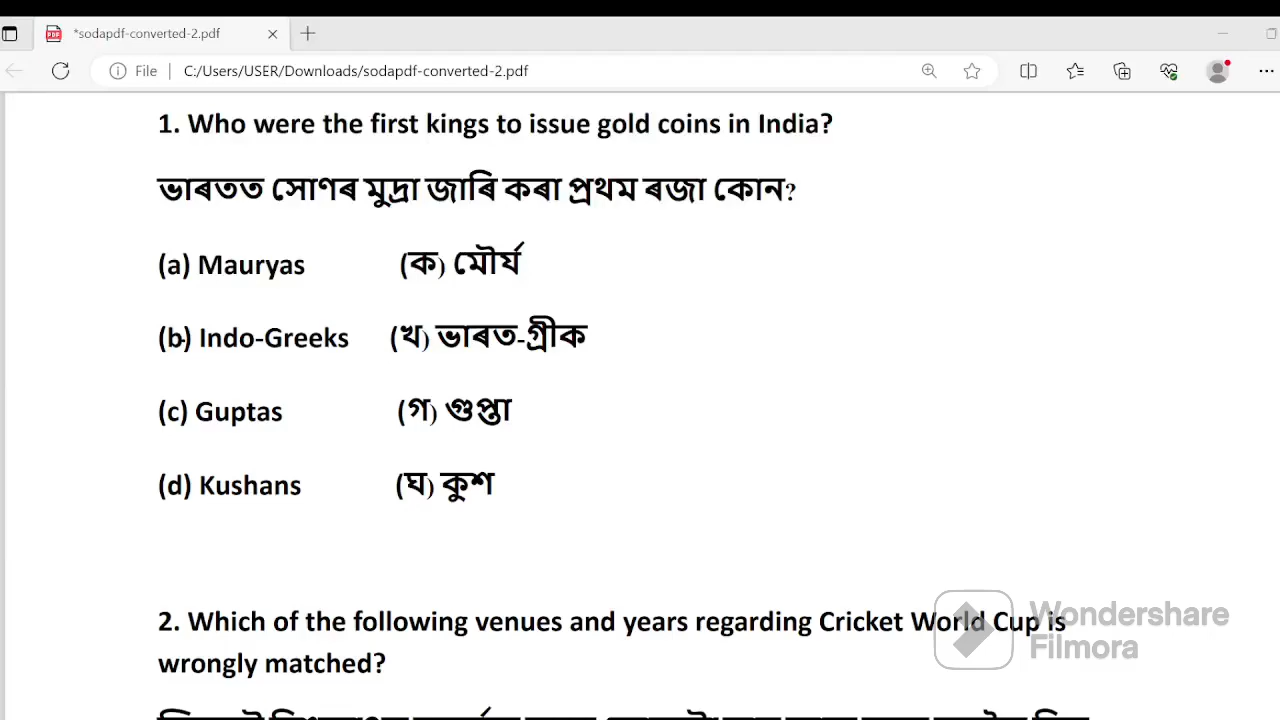 *sodapdf-converted-2.pdf
File C:/Users/USER/Downloads/sodapdf-converted-2.pdf
1. Who were the first kings to issue gold coins in India?
ভাৰতত সোণৰ মুদ্ৰা জাৰি কৰা প্ৰথম ৰজা কোন?
(a) Mauryas (ক) মৌৰ্য
(b) Indo-Greeks (খ) ভাৰত-গ্ৰীক
(c) Guptas (গ) গুপ্তা
(d) Kushans (ঘ) কুশ
2. Which of the following venues and years regarding Cricket World Cup is
wrongly matched?
Wondershare
Filmora